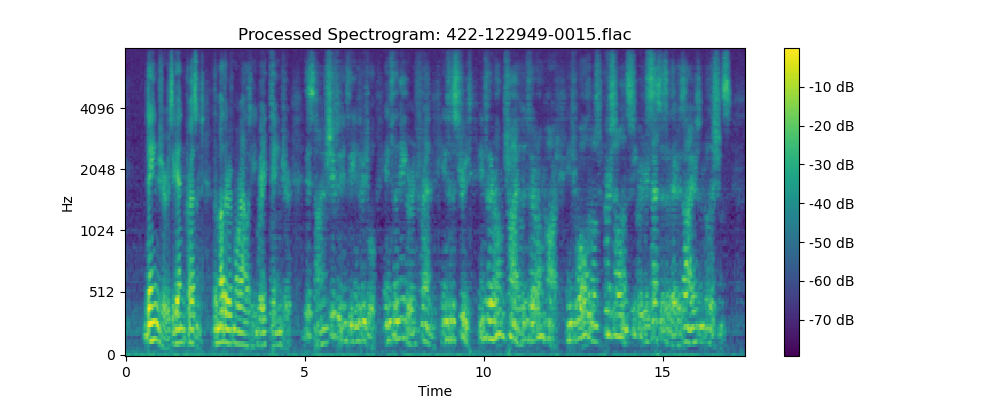 Processed Spectrogram: 422-122949-0015.flac
Hz
4096
2048
1024
512
0
0 5 10 15
Time
-10 dB
-20 dB
-30 dB
-40 dB
-50 dB
-60 dB
-70 dB